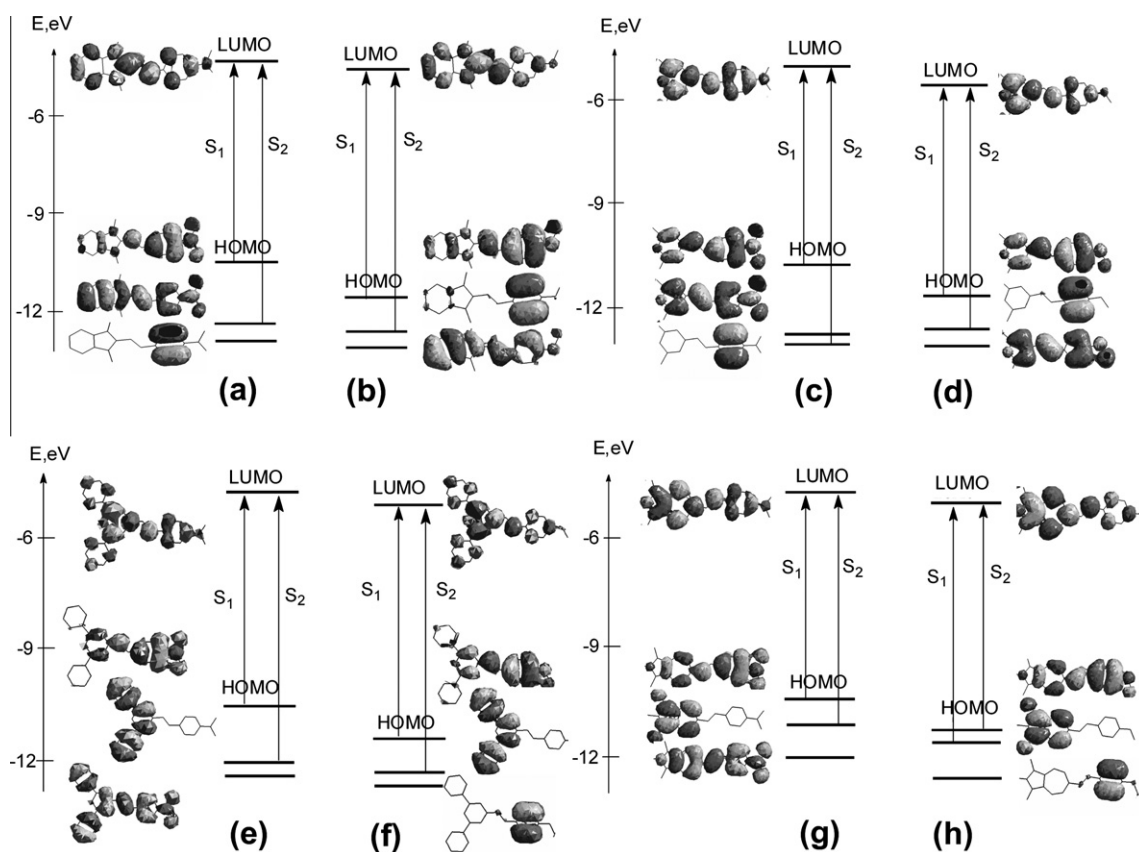 E,eV
LUMO
LUMO
E,eV
LUMO
LUMO
-6
-6
S1
S2
S1
S2
S1
S2
S1
S2
-9
-9
HOMO
HOMO
HOMO
HOMO
-12
-12
(a)
(b)
(c)
(d)
E,eV
LUMO
LUMO
E,eV
LUMO
LUMO
-6
-6
S1
S2
S1
S2
S1
S2
S1
S2
-9
-9
HOMO
HOMO
HOMO
HOMO
-12
-12
(e)
(f)
(g)
(h)